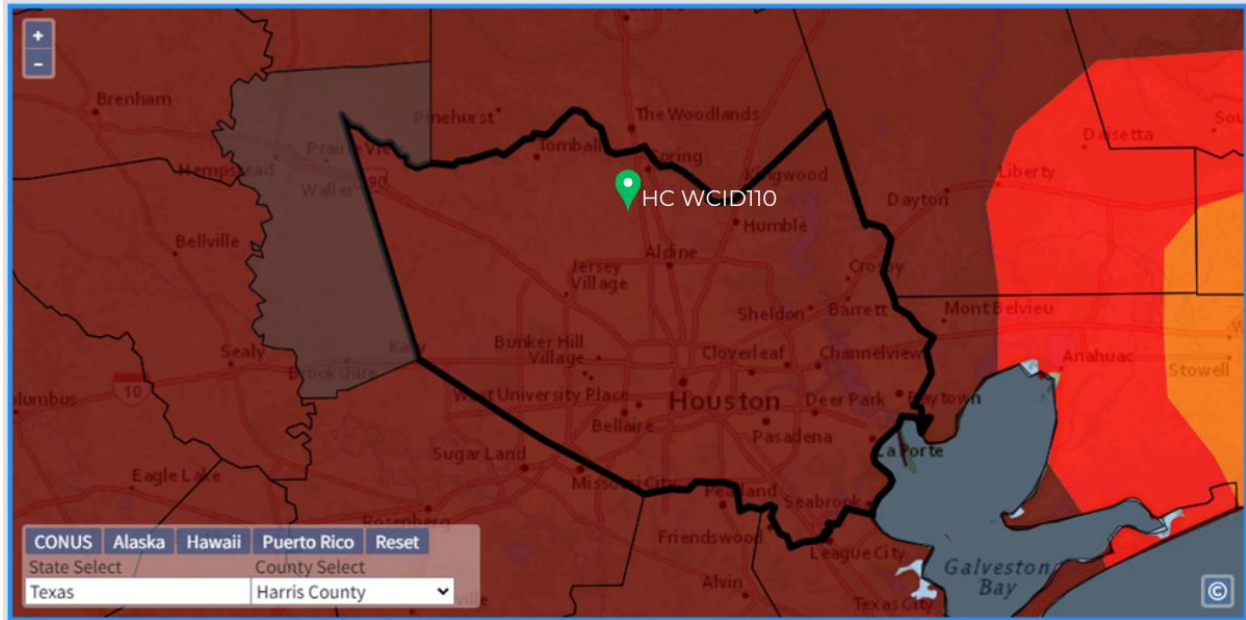 +
−
Brenham
Pinehurst
The Woodlands
Daisetta
Tomball
Spring
Prairie View
Hempstead
Waller
90
Kingwood
Liberty
HC WCID110
Dayton
Humble
Bellville
Aldine
Jersey
Village
Crosby
Sheldon
Barrett
Mont Belvieu
Bunker Hill
Village
Sealy
Katy
Cloverleaf
Channelview
Anahuac
Brookshire
Stowell
10
West University Place
Houston
Deer Park
Baytown
olumbus
Bellaire
Pasadena
La Porte
Sugar Land
Eagle Lake
Missouri City
Pearland
Seabrook
Rosenberg
Friendswood
League City
CONUS Alaska Hawaii Puerto Rico Reset
State Select County Select
Texas Harris County
Galveston
Bay
Alvin
Texas City
©